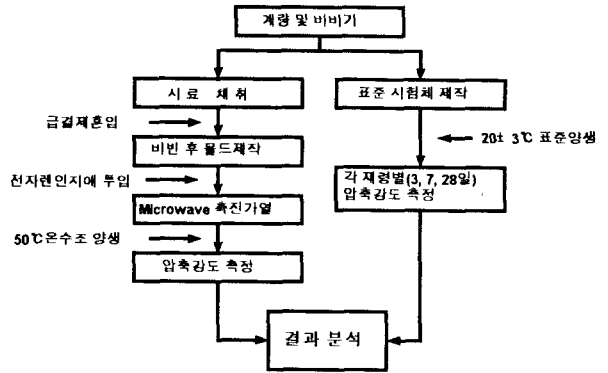 계량 및 비비기
시료 채취
표준 시험체 제작
급결제혼입
20± 3℃ 표준양생
비빈 후 몰드제작
전자렌인지에 투입
각 재령별(3, 7, 28일)
압축강도 측정
Microwave 촉진가열
50℃온수조 양생
압축강도 측정
결과 분석